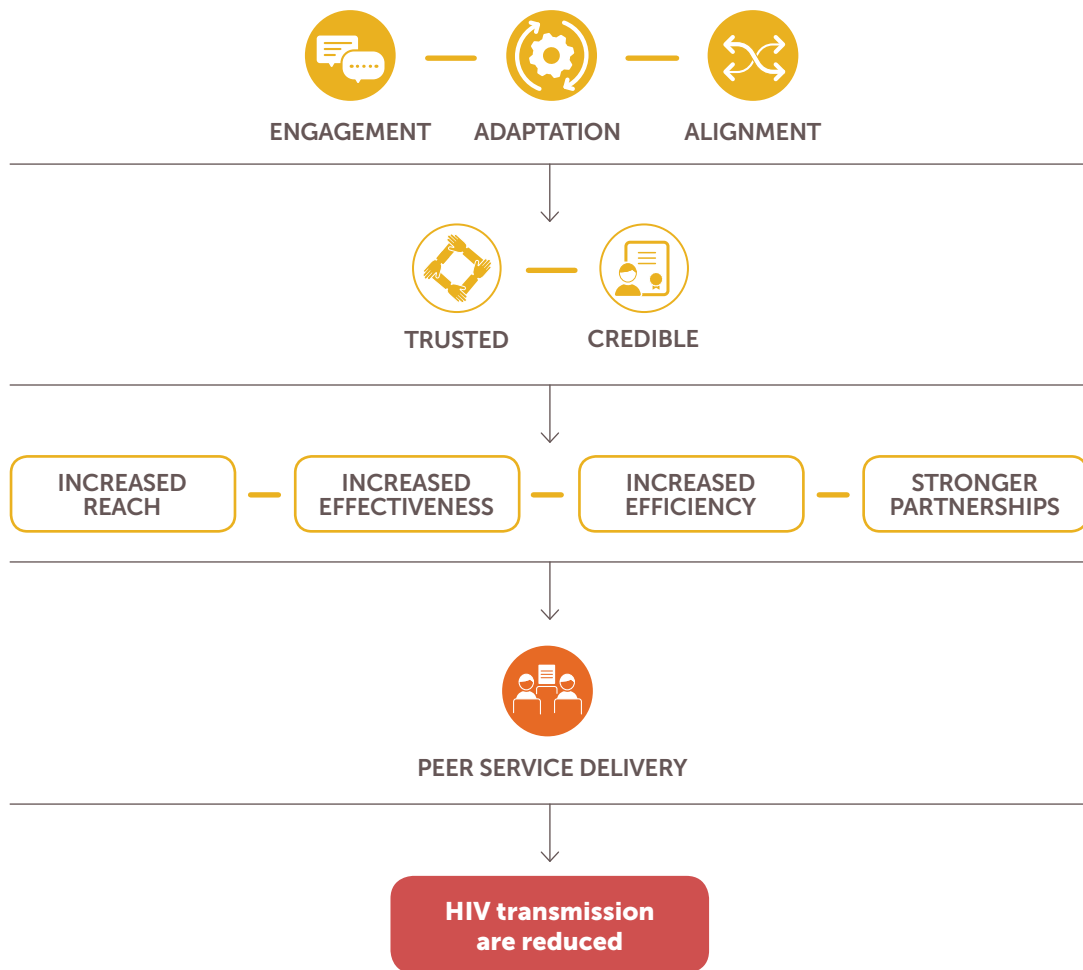 ENGAGEMENT ADAPTATION ALIGNMENT
TRUSTED CREDIBLE
INCREASED
REACH
INCREASED
EFFECTIVENESS
INCREASED
EFFICIENCY
STRONGER
PARTNERSHIPS
PEER SERVICE DELIVERY
HIV transmission
are reduced